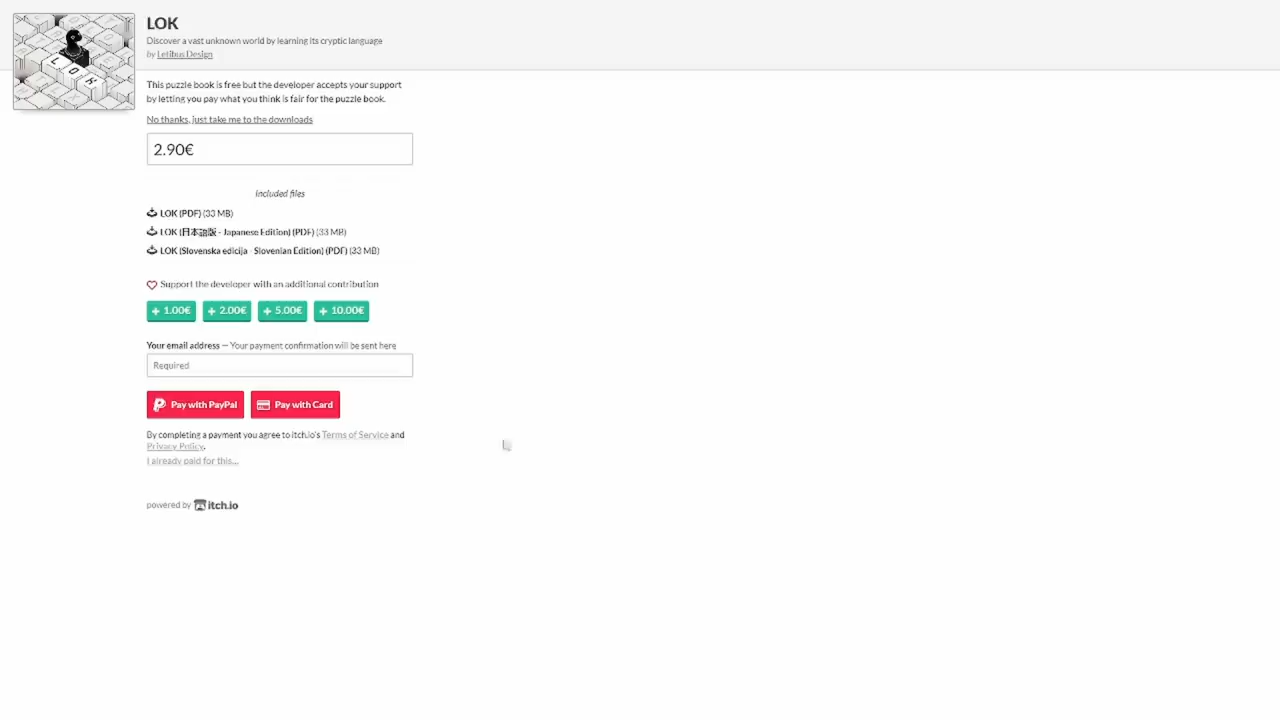 LOK
Discover a vast unknown world by learning its cryptic language
by Letibus Design
This puzzle book is free but the developer accepts your support
by letting you pay what you think is fair for the puzzle book.
No thanks, just take me to the downloads
2.90€
Included files
LOK (PDF) (33 MB)
LOK (日本語版 - Japanese Edition) (PDF) (33 MB)
LOK (Slovenska edicija - Slovenian Edition) (PDF) (33 MB)
Support the developer with an additional contribution
+ 1.00€ + 2.00€ + 5.00€ + 10.00€
Your email address — Your payment confirmation will be sent here
Required
Pay with PayPal Pay with Card
By completing a payment you agree to itch.io's Terms of Service and
Privacy Policy.
I already paid for this...
powered by itch.io